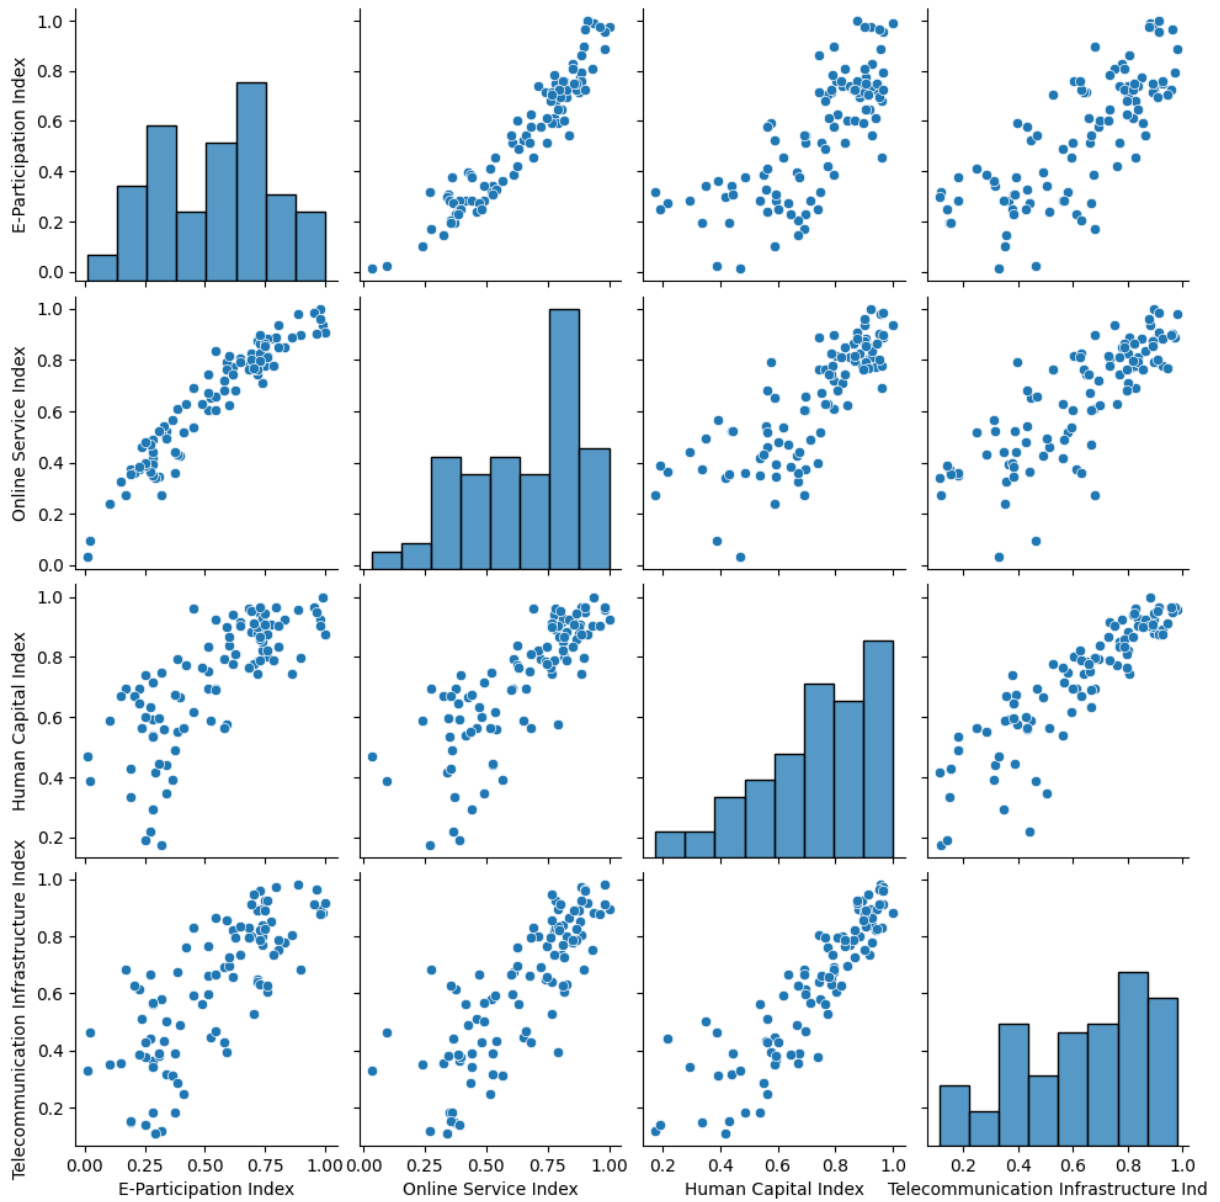 E-Participation Index
1.0
0.8
0.6
0.4
0.2
0.0
Online Service Index
1.0
0.8
0.6
0.4
0.2
0.0
Human Capital Index
1.0
0.8
0.6
0.4
0.2
Telecommunication Infrastructure Index
1.0
0.8
0.6
0.4
0.2
0.00 0.25 0.50 0.75 1.00
0.00 0.25 0.50 0.75 1.00
0.2 0.4 0.6 0.8 1.0
0.2 0.4 0.6 0.8 1.0
E-Participation Index
Online Service Index
Human Capital Index
Telecommunication Infrastructure Ind